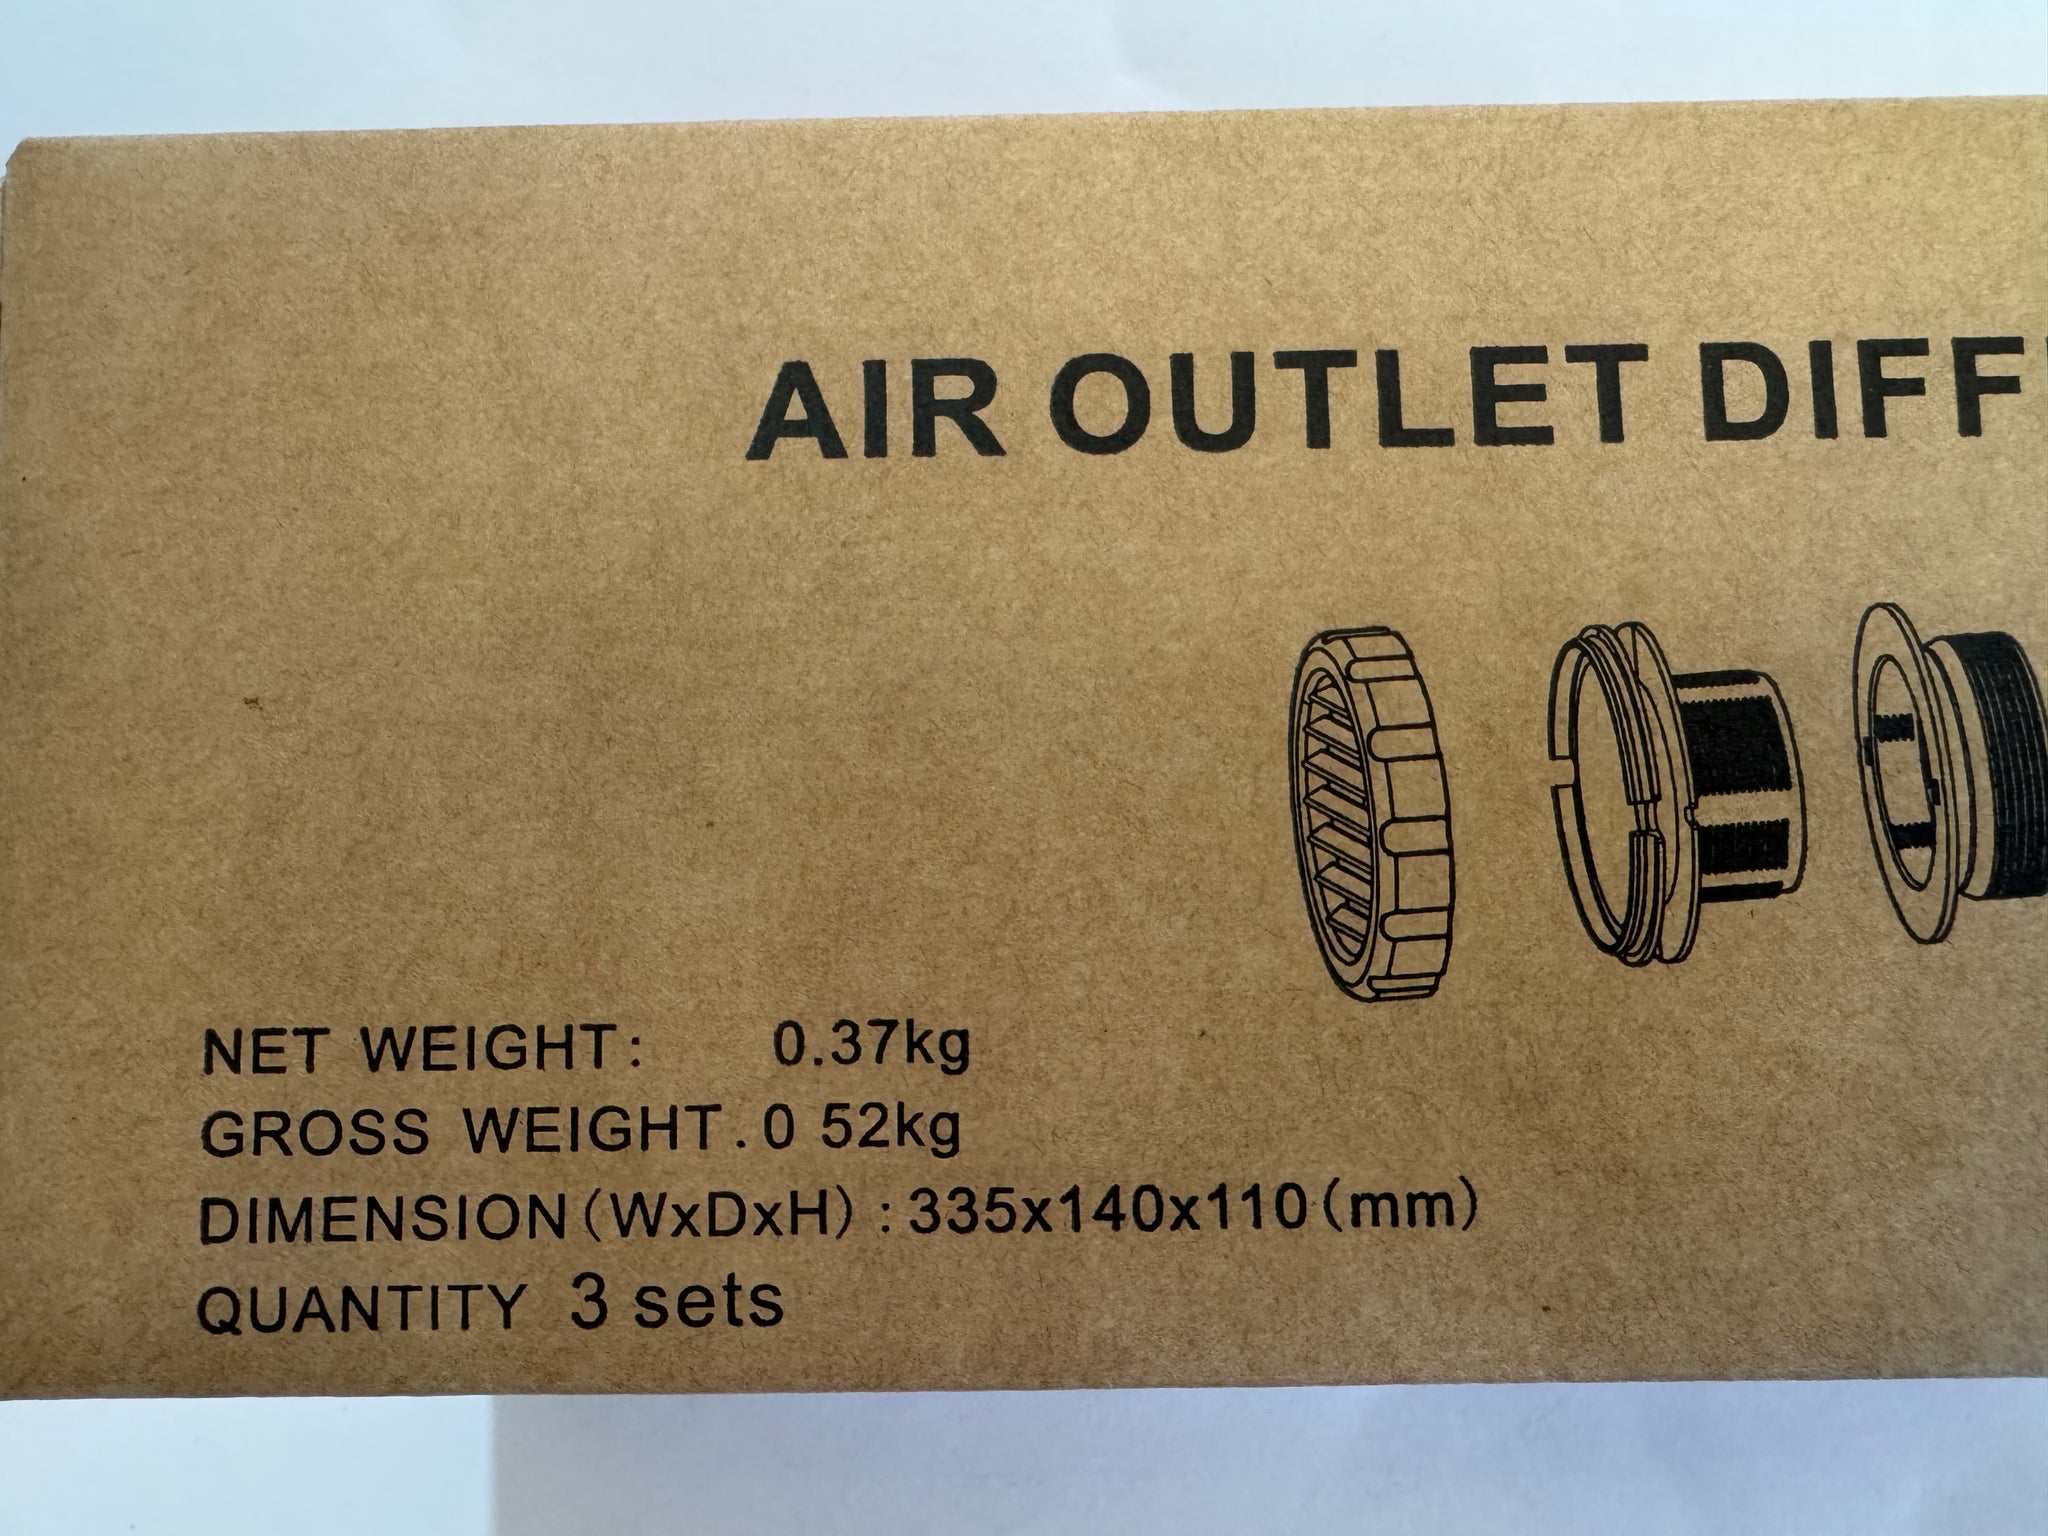 AIR OUTLET DIFF
NET WEIGHT: 0.37kg
GROSS WEIGHT.0 52kg
DIMENSION(WxDxH):335x140x110(mm)
QUANTITY 3 sets